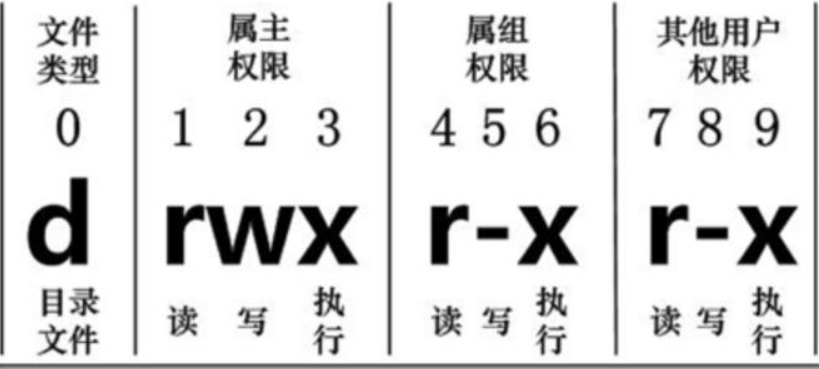 文件 属主 属组 其他用户
类型 权限 权限 权限
0 1 2 3 4 5 6 7 8 9
d rwx r-x r-x
目录 读 写 执 读 写 执 读 写 执
文件 行 行 行